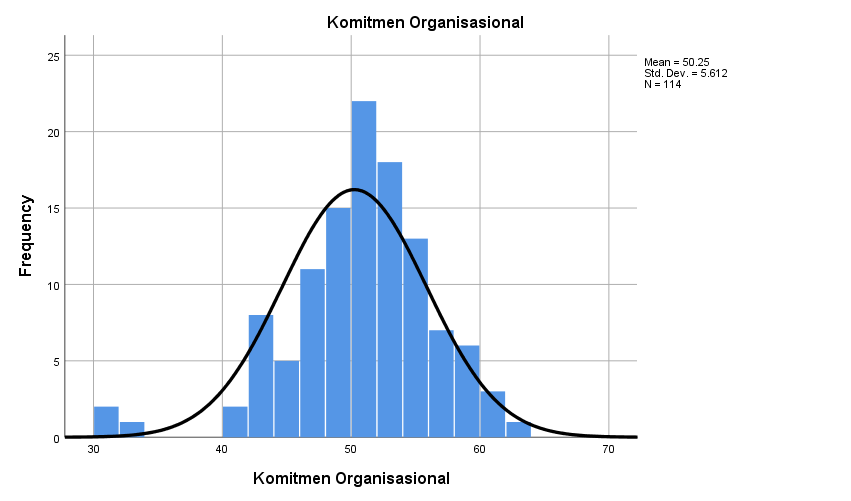 Komitmen Organisasional
Mean = 50.25
Std. Dev. = 5.612
N = 114
25
20
15
10
5
0
Frequency
30 40 50 60 70
Komitmen Organisasional